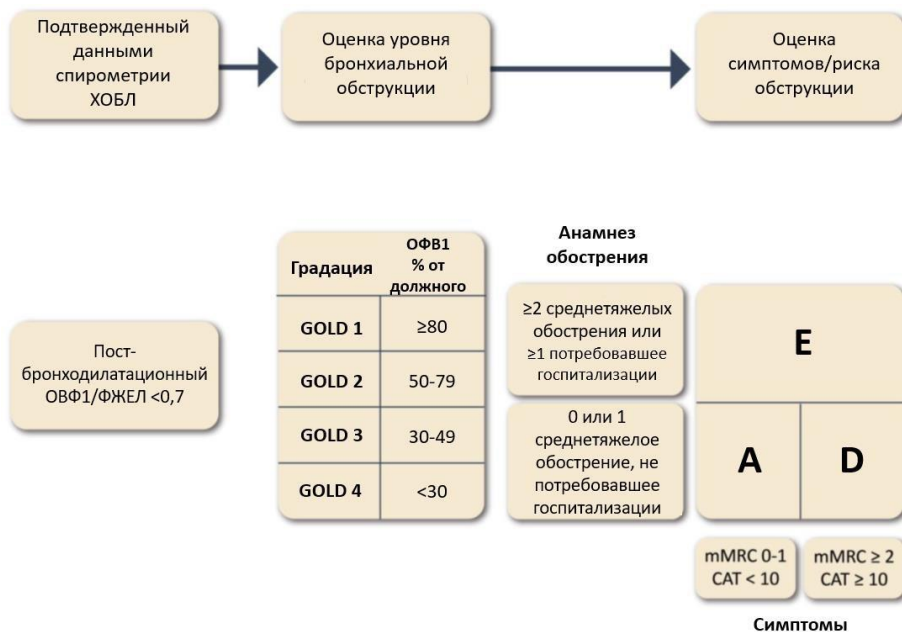 Подтвержденный
данными
спирометрии
ХОБЛ
Оценка уровня
бронхиальной
обструкции
Оценка
симптомов/риска
обструкции
Пост-
бронходилатационный
ОВФ1/ФЖЕЛ <0,7
Градация
ОФВ1
% от
должного
GOLD 1
≥80
GOLD 2
50-79
GOLD 3
30-49
GOLD 4
<30
Анамнез
обострения
≥2 среднетяжелых
обострения или
≥1 потребовавшее
госпитализации
0 или 1
среднетяжелое
обострение, не
потребовавшее
госпитализации
E
A
D
mMRC 0-1
CAT < 10
mMRC ≥ 2
CAT ≥ 10
Симптомы